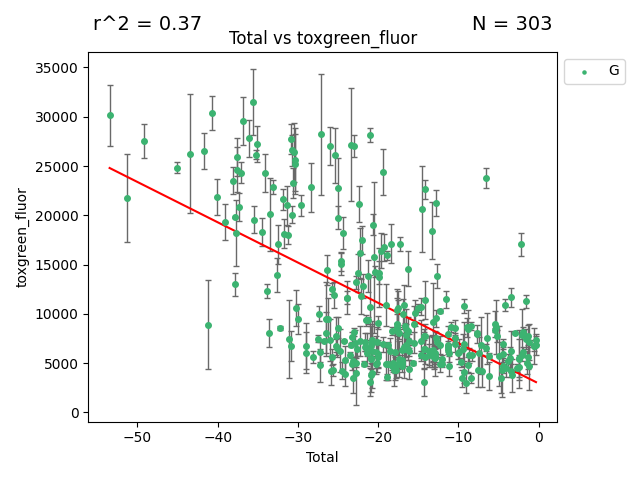 r^2 = 0.37
N = 303
Total vs toxgreen_fluor
G
35000
30000
25000
20000
15000
10000
5000
0
toxgreen_fluor
−50 −40 −30 −20 −10 0
Total